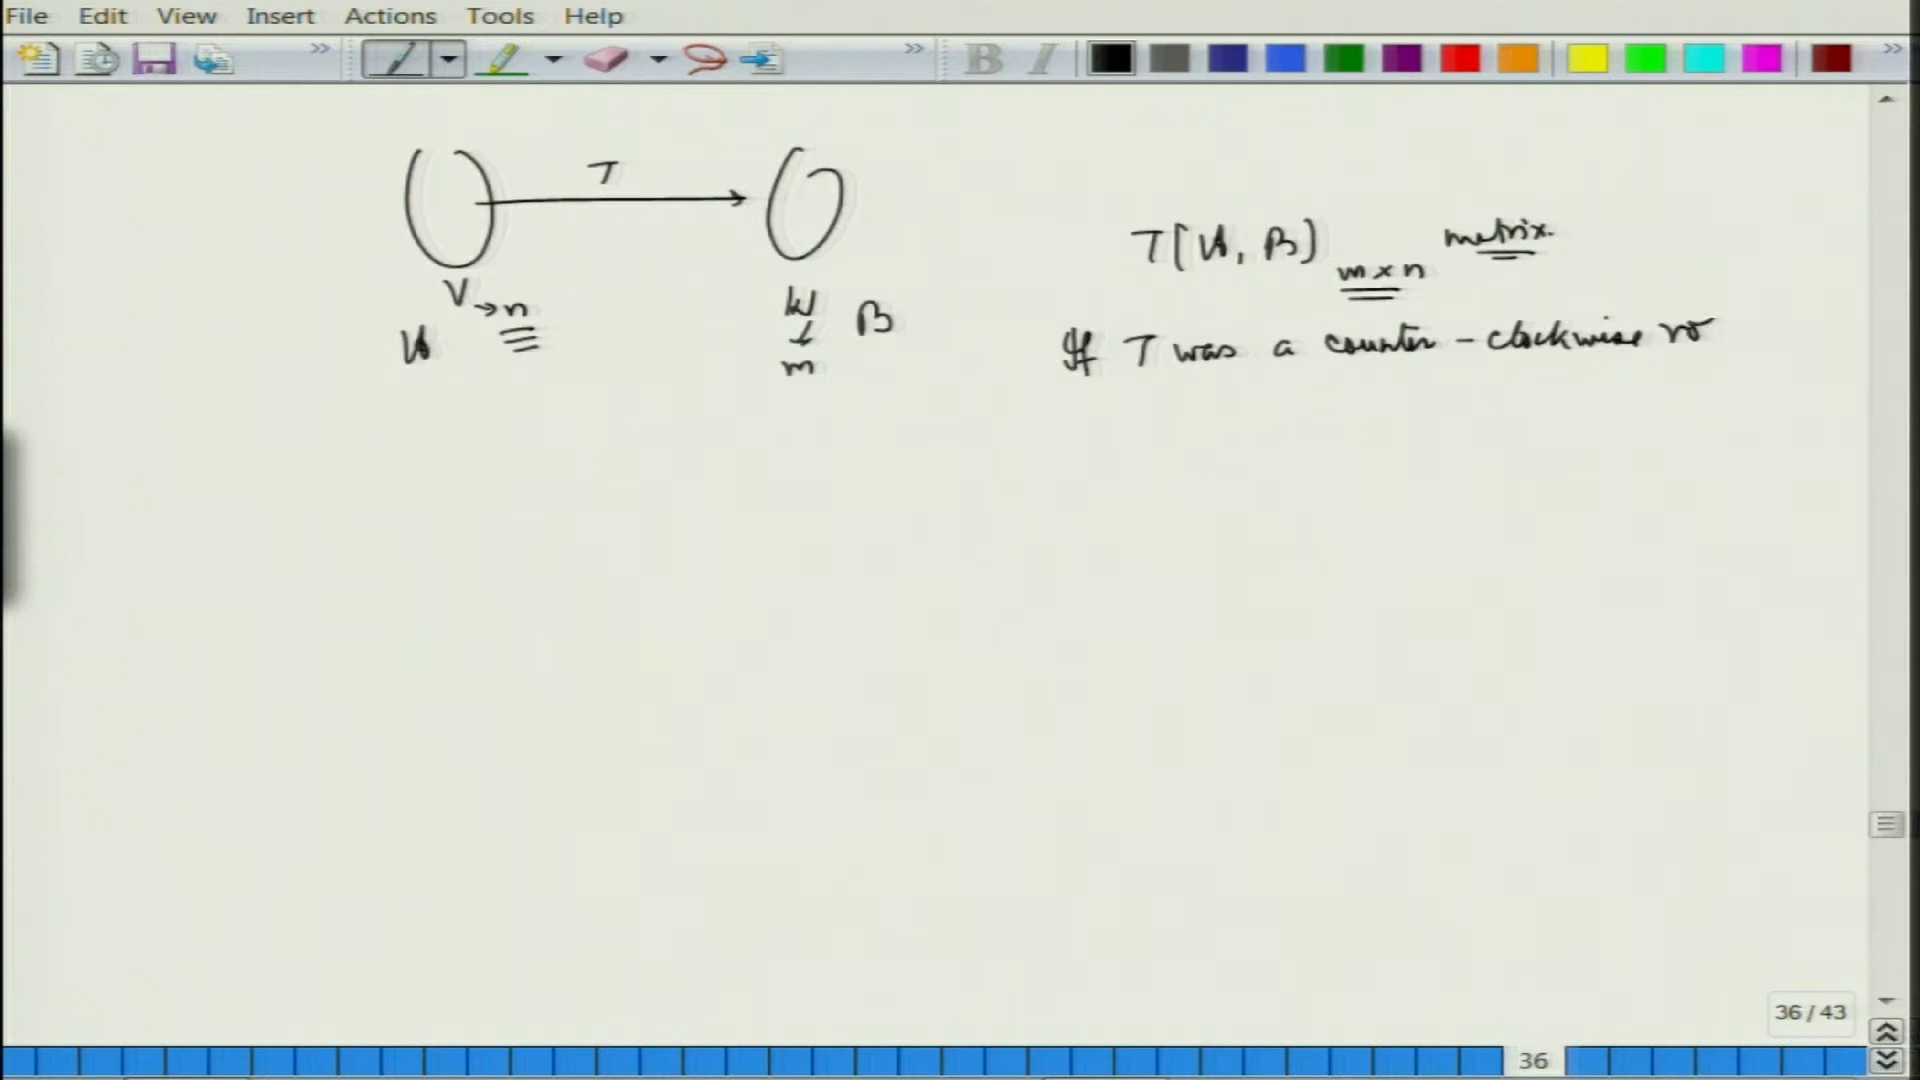 File Edit View Insert Actions Tools Help
B I
T
V → n
A
W B
↓
m
T[A, B] m × n matrix.
If T was a counter-clockwise ro
36 / 43
36